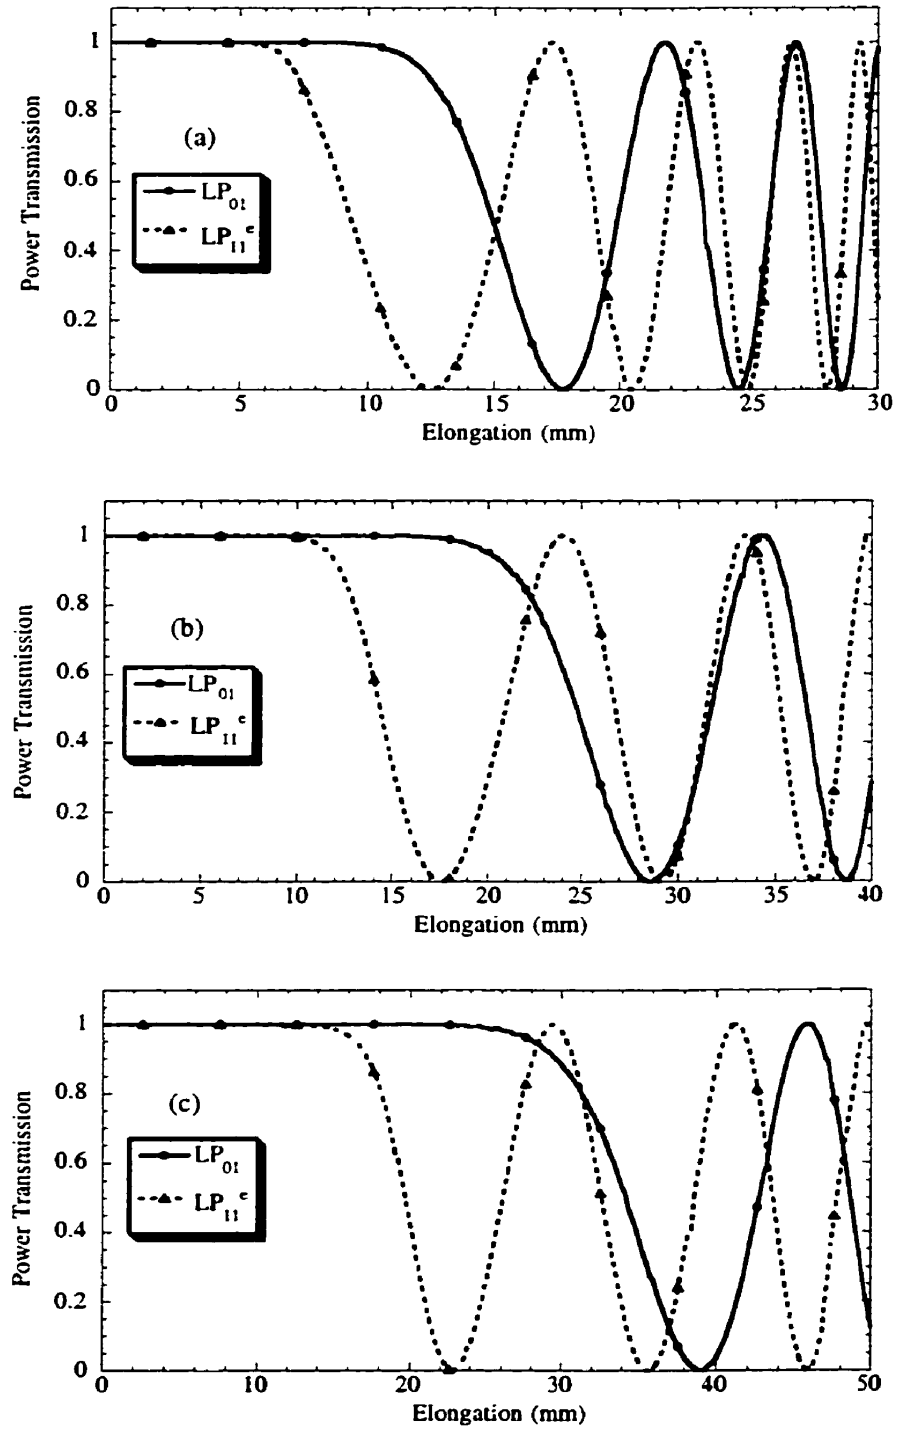 1
0.8
0.6
0.4
0.2
0
Power Transmission
(a)
LP01
LP11e
0 5 10 15 20 25 30
Elongation (mm)
1
0.8
0.6
0.4
0.2
0
Power Transmission
(b)
LP01
LP11e
0 5 10 15 20 25 30 35 40
Elongation (mm)
1
0.8
0.6
0.4
0.2
0
Power Transmission
(c)
LP01
LP11e
0 10 20 30 40 50
Elongation (mm)